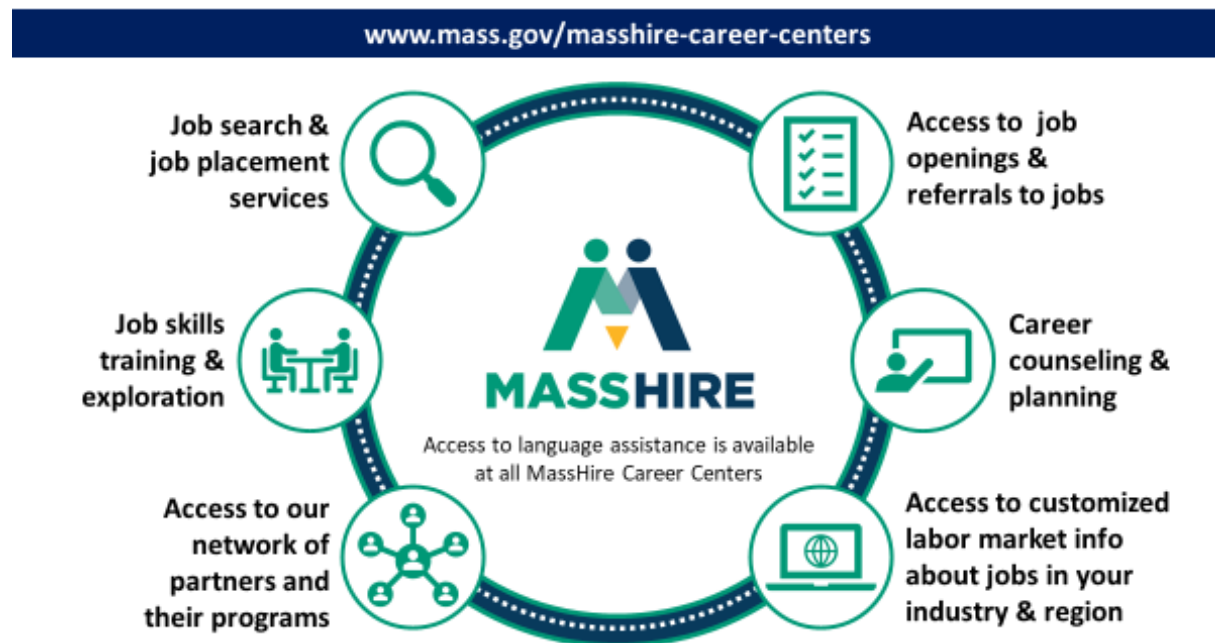 www.mass.gov/masshire-career-centers
Job search &
job placement
services
Access to job
openings &
referrals to jobs
Job skills
training &
exploration
MASSHIRE
Access to language assistance is available
at all MassHire Career Centers
Career
counseling &
planning
Access to our
network of
partners and
their programs
Access to customized
labor market info
about jobs in your
industry & region